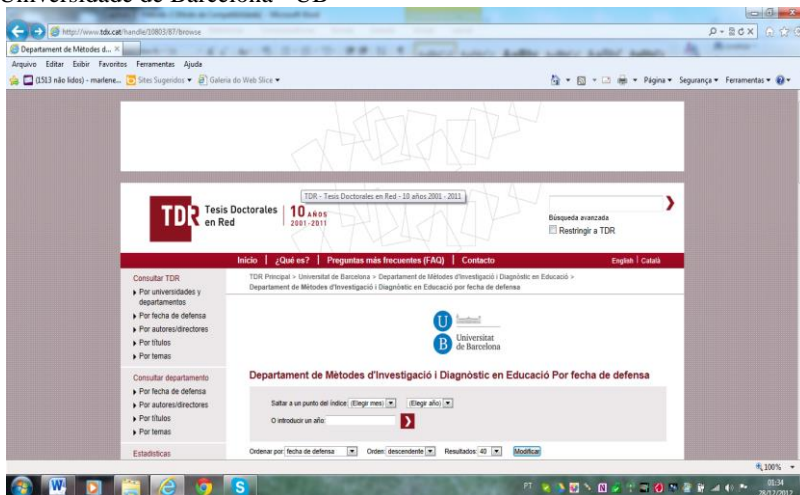 Universidade de Barcelona - UB
http://www.tdx.cat/handle/10803/87/browse
Departament de Mètodes d... ×
Arquivo Editar Exibir Favoritos Ferramentas Ajuda
(1513 não lidos) - marlene... Sites Sugeridos Galeria do Web Slice Página Segurança Ferramentas
TDR - Tesis Doctorales en Red - 10 años 2001 - 2011
TDR Tesis Doctorales en Red 10 AÑOS 2001-2011
Búsqueda avanzada
Restringir a TDR
Inicio | ¿Qué es? | Preguntas más frecuentes (FAQ) | Contacto English | Català
TDR Principal > Universitat de Barcelona > Departament de Mètodes d'Investigació i Diagnòstic en Educació >
Departament de Mètodes d'Investigació i Diagnòstic en Educació por fecha de defensa
Consultar TDR
Por universidades y
departamentos
Por fecha de defensa
Por autores/directores
Por títulos
Por temas
U
B Universitat
de Barcelona
Consultar departamento
Por fecha de defensa
Por autores/directores
Por títulos
Por temas
Estadísticas
Departament de Mètodes d'Investigació i Diagnòstic en Educació Por fecha de defensa
Saltar a un punto del índice: (Elegir mes) (Elegir año)
O introducir un año:
Ordenar por: fecha de defensa Orden: descendente Resultados: 40 Modificar
100%
PT 01:34
28/12/2012